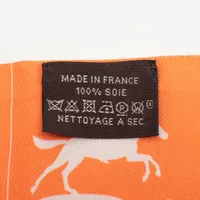 MADE IN FRANCE
100% SOIE
NETTOYAGE A SEC